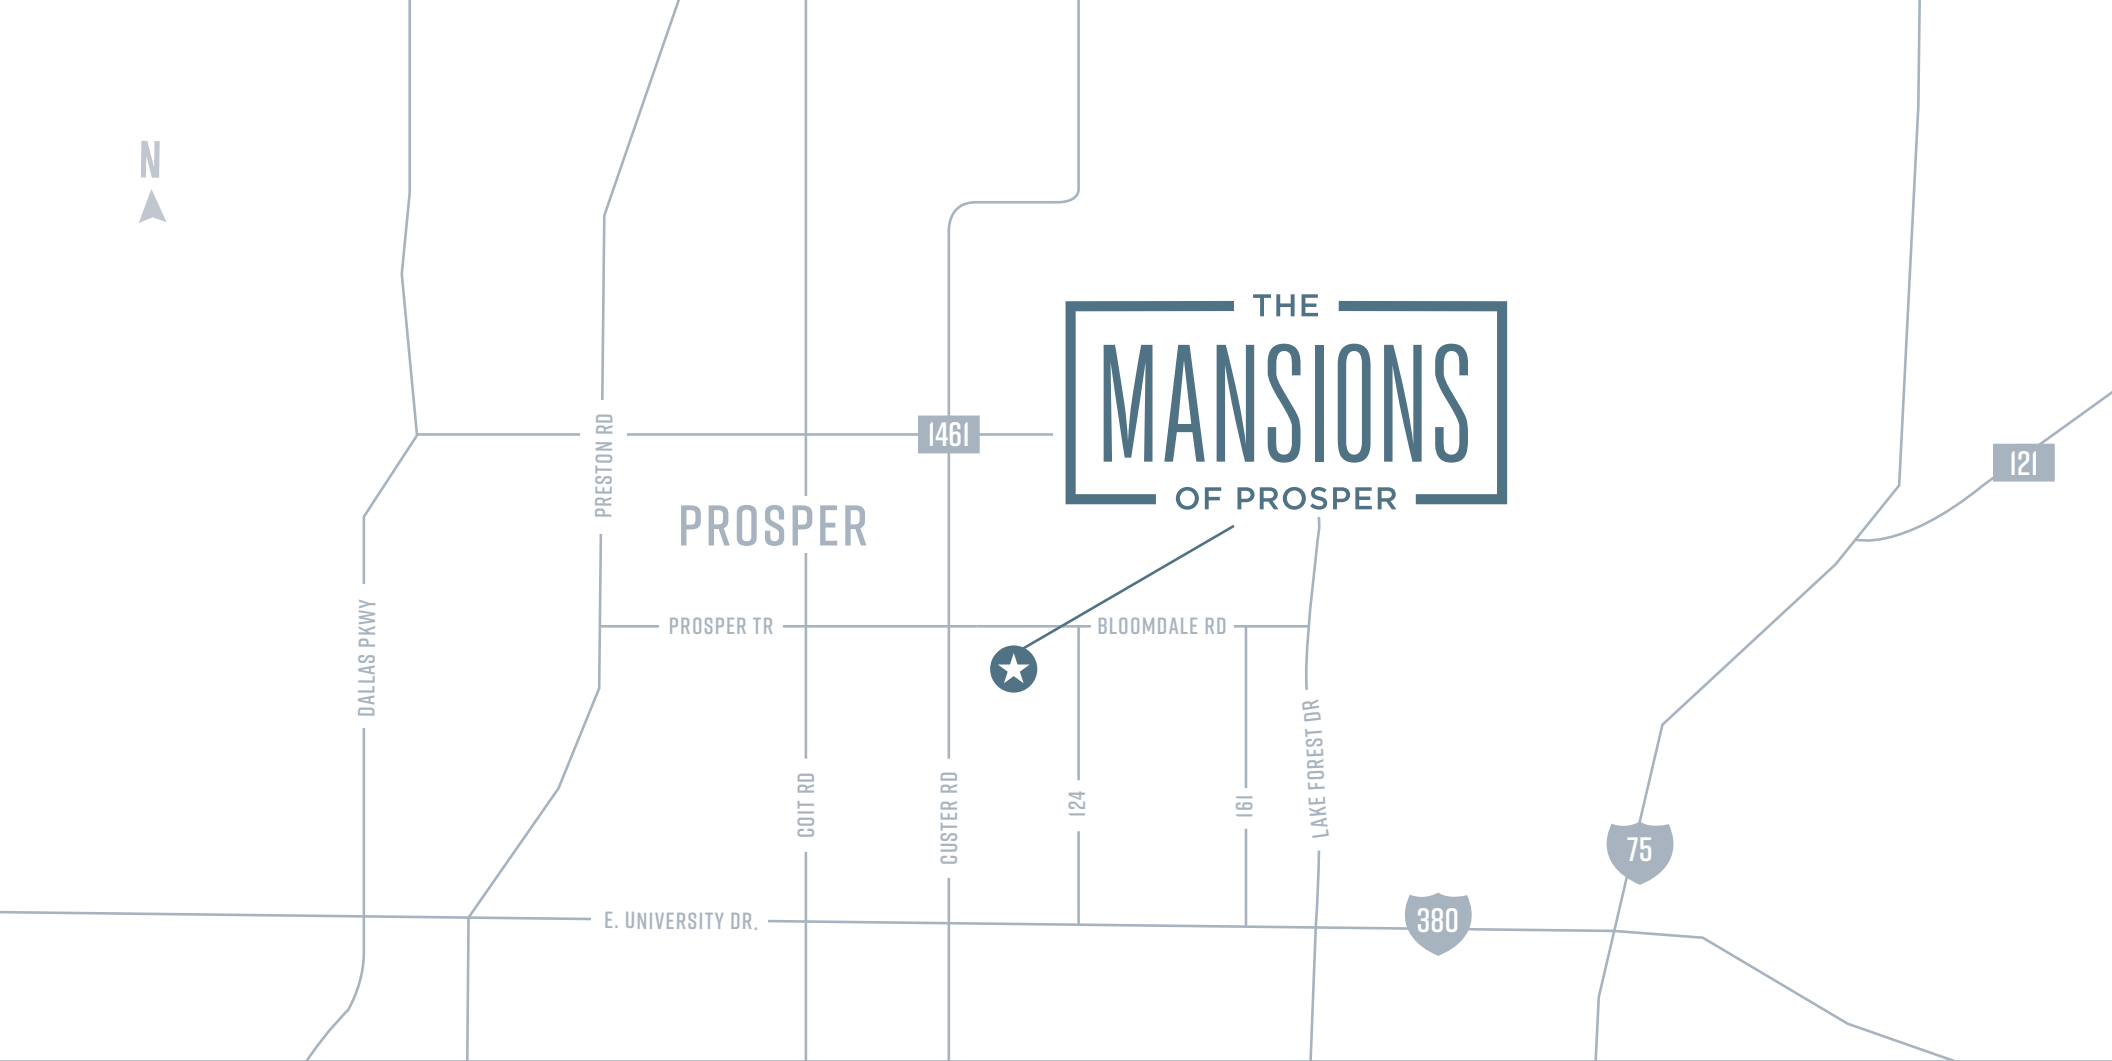 N
THE
MANSIONS
OF PROSPER
1461
PRESTON RD
121
PROSPER
DALLAS PKWY
PROSPER TR
BLOOMDALE RD
COIT RD
CUSTER RD
124
161
LAKE FOREST DR
75
E. UNIVERSITY DR.
380